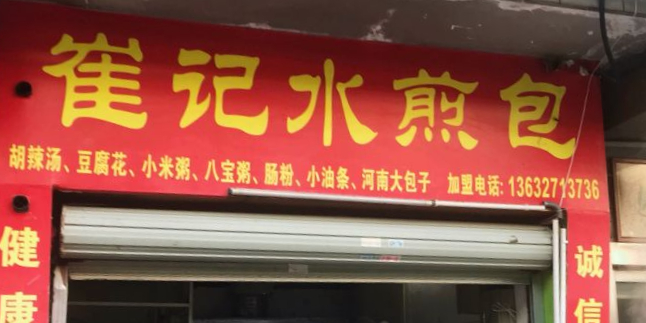 崔记水煎包
胡辣汤、豆腐花、小米粥、八宝粥、肠粉、小油条、河南大包子 加盟电话: 13632713736
健康
诚信